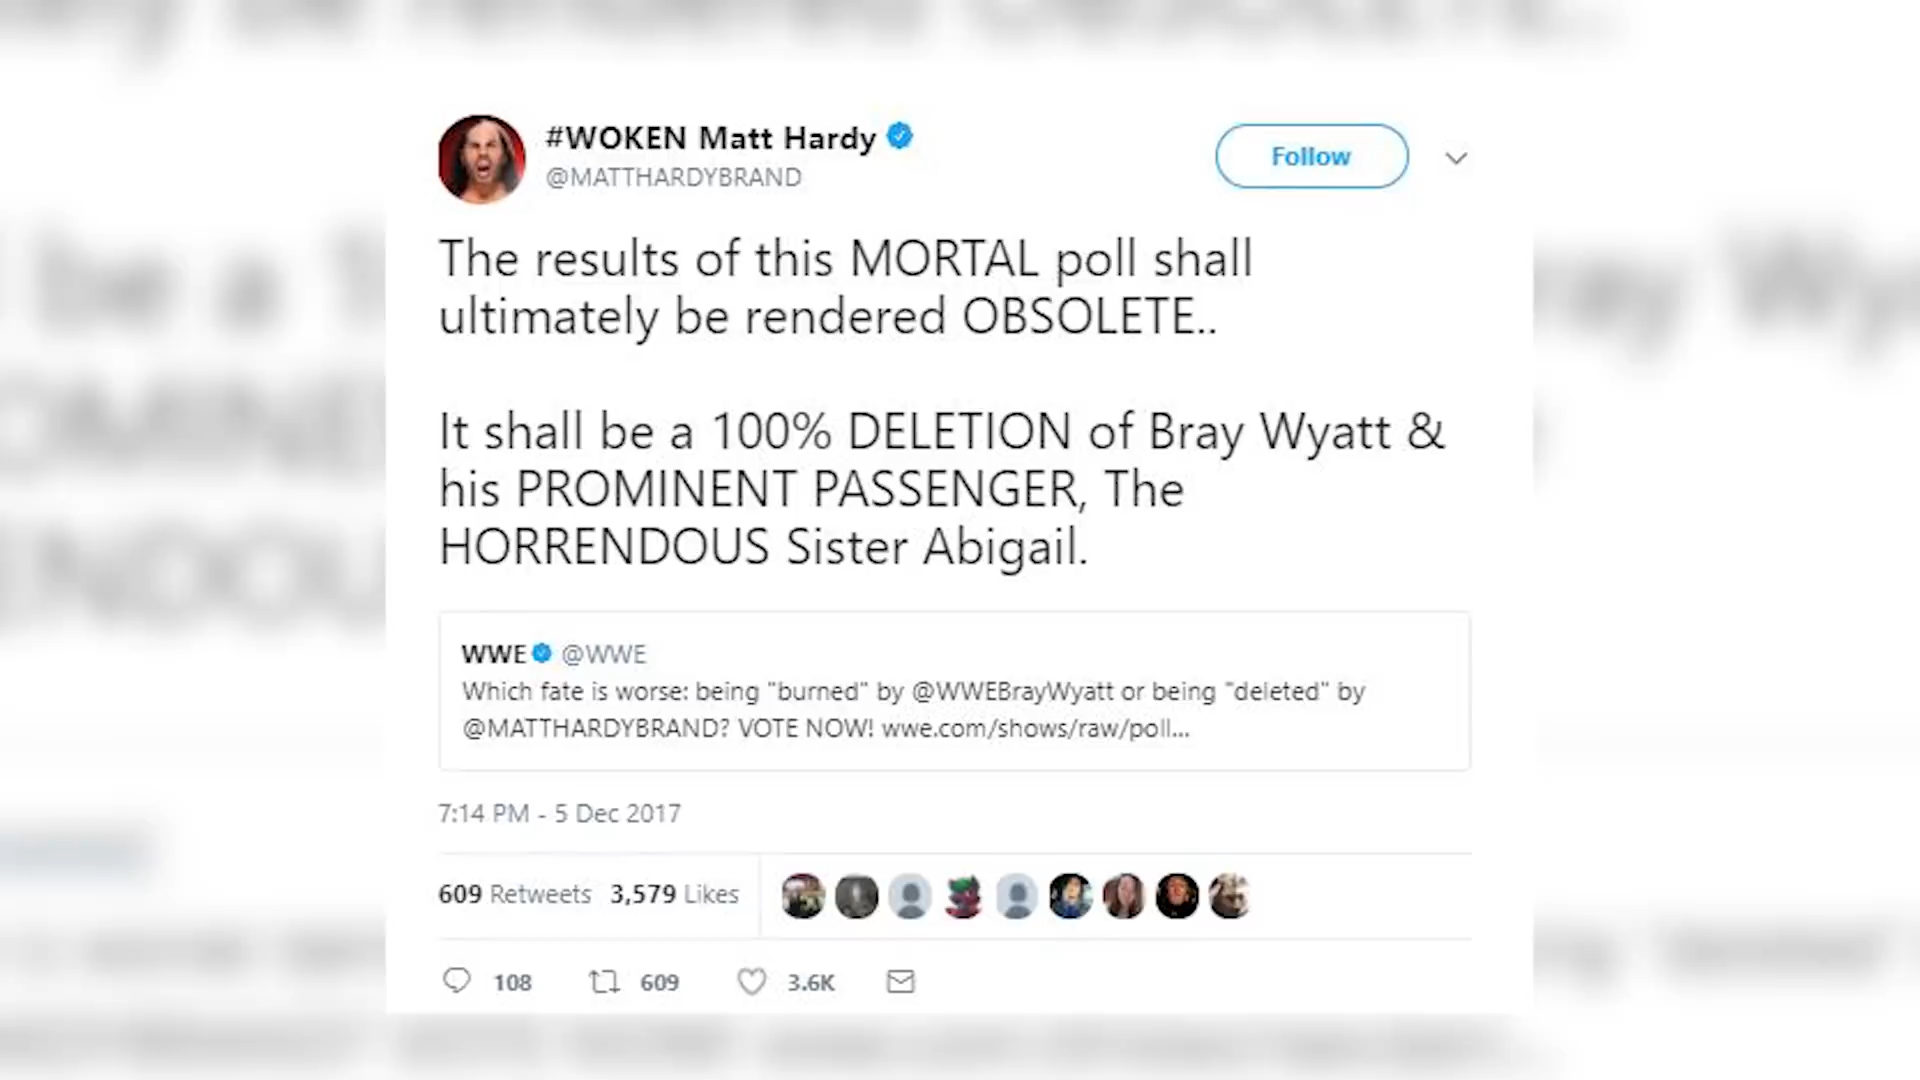 #WOKEN Matt Hardy
@MATTHARDYBRAND
Follow
The results of this MORTAL poll shall
ultimately be rendered OBSOLETE..
It shall be a 100% DELETION of Bray Wyatt &
his PROMINENT PASSENGER, The
HORRENDOUS Sister Abigail.
WWE @WWE
Which fate is worse: being "burned" by @WWEBrayWyatt or being "deleted" by
@MATTHARDYBRAND? VOTE NOW! wwe.com/shows/raw/poll...
7:14 PM - 5 Dec 2017
609 Retweets 3,579 Likes
108 609 3.6K